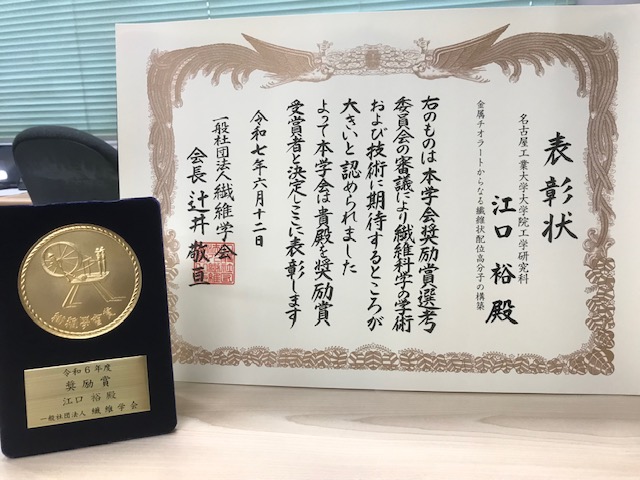 表彰状
名古屋工業大学大学院工学研究科
江口裕殿
金属チオラートからなる繊維状配位高分子の構築
右のものは本学会奨励賞選考
委員会の審議により繊維科学の学術
および技術に期待するところが
大きいと認められました
よって本学会は貴殿を奨励賞
受賞者と決定しここに表彰します
令和七年六月十二日
一般社団法人繊維学会
会長 辻井敬亘
令和6年度
奨励賞
江口 裕 殿
一般社団法人 繊維学会